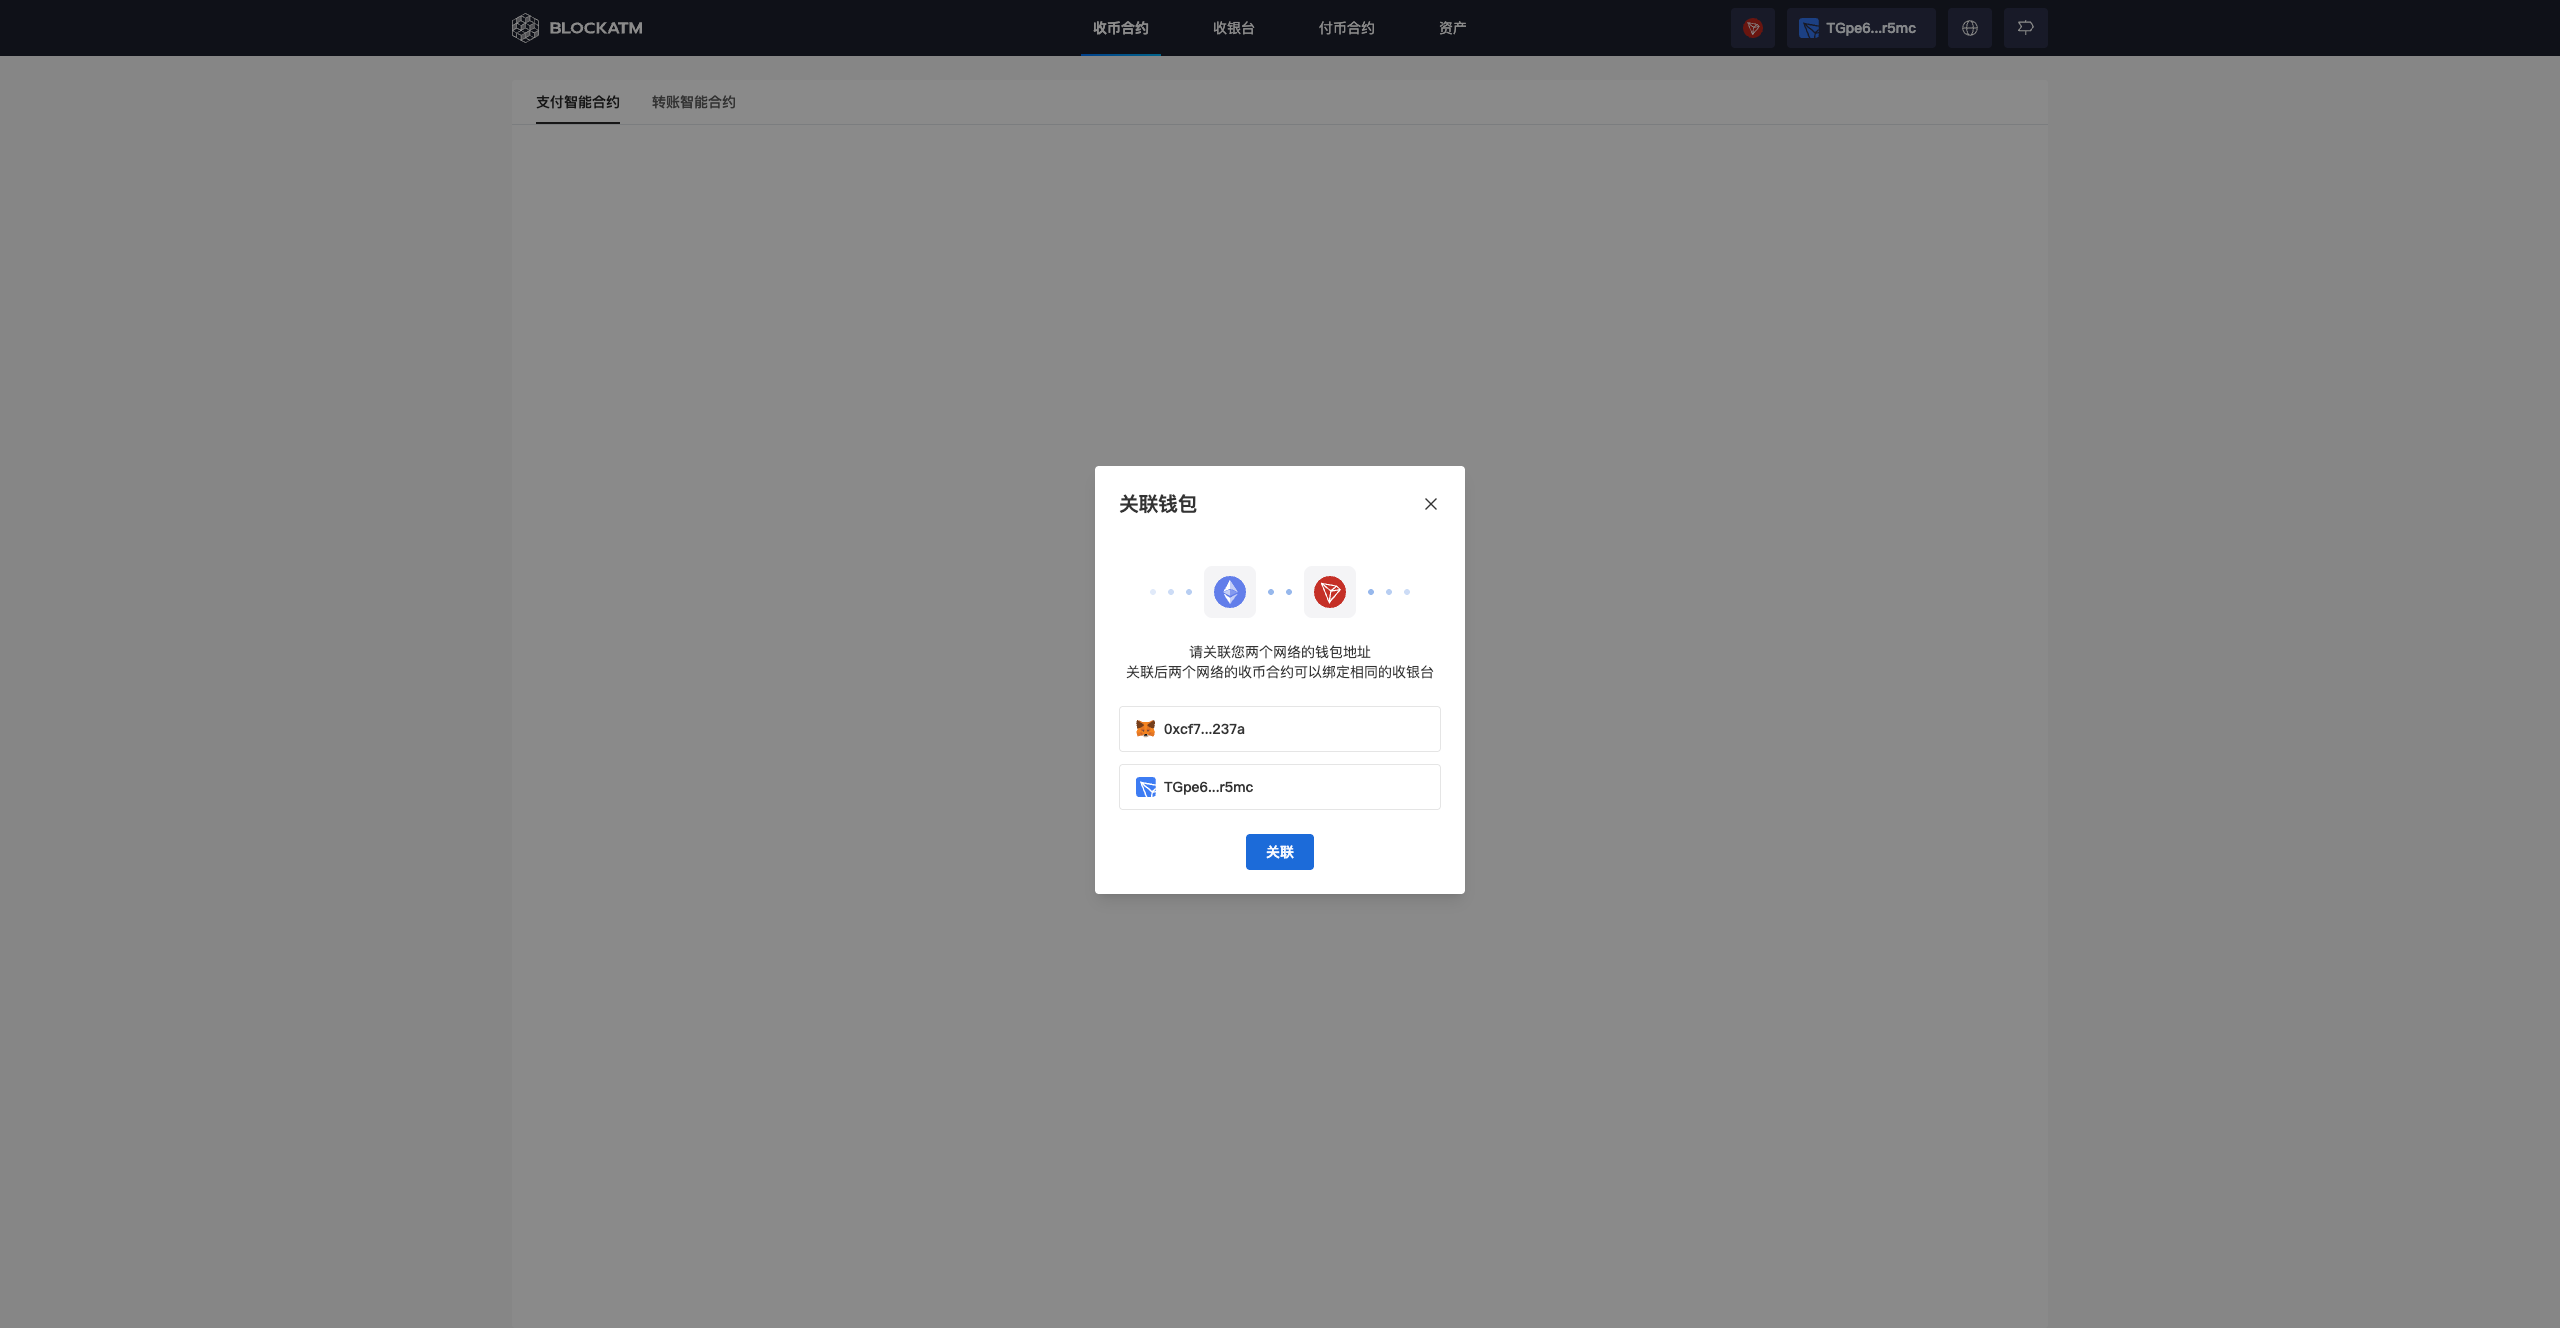 BLOCKATM
收币合约
收银台
付币合约
资产
TGpe6...r5mc
支付智能合约
转账智能合约
关联钱包
请关联您两个网络的钱包地址
关联后两个网络的收币合约可以绑定相同的收银台
0xcf7...237a
TGpe6...r5mc
关联